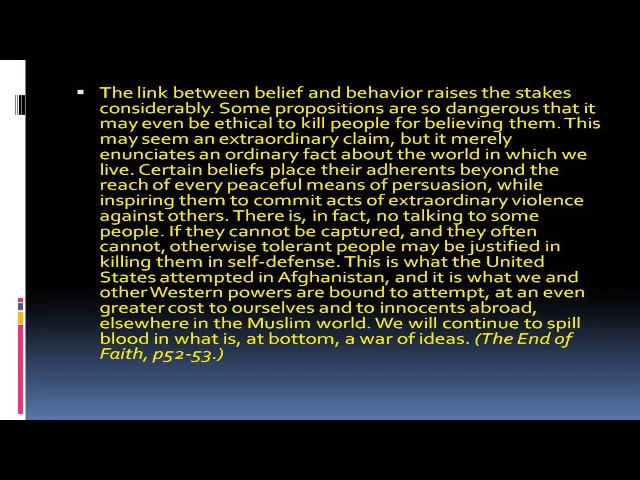 The link between belief and behavior raises the stakes
considerably. Some propositions are so dangerous that it
may even be ethical to kill people for believing them. This
may seem an extraordinary claim, but it merely
enunciates an ordinary fact about the world in which we
live. Certain beliefs place their adherents beyond the
reach of every peaceful means of persuasion, while
inspiring them to commit acts of extraordinary violence
against others. There is, in fact, no talking to some
people. If they cannot be captured, and they often
cannot, otherwise tolerant people may be justified in
killing them in self-defense. This is what the United
States attempted in Afghanistan, and it is what we and
other Western powers are bound to attempt, at an even
greater cost to ourselves and to innocents abroad,
elsewhere in the Muslim world. We will continue to spill
blood in what is, at bottom, a war of ideas. (The End of
Faith, p52-53.)